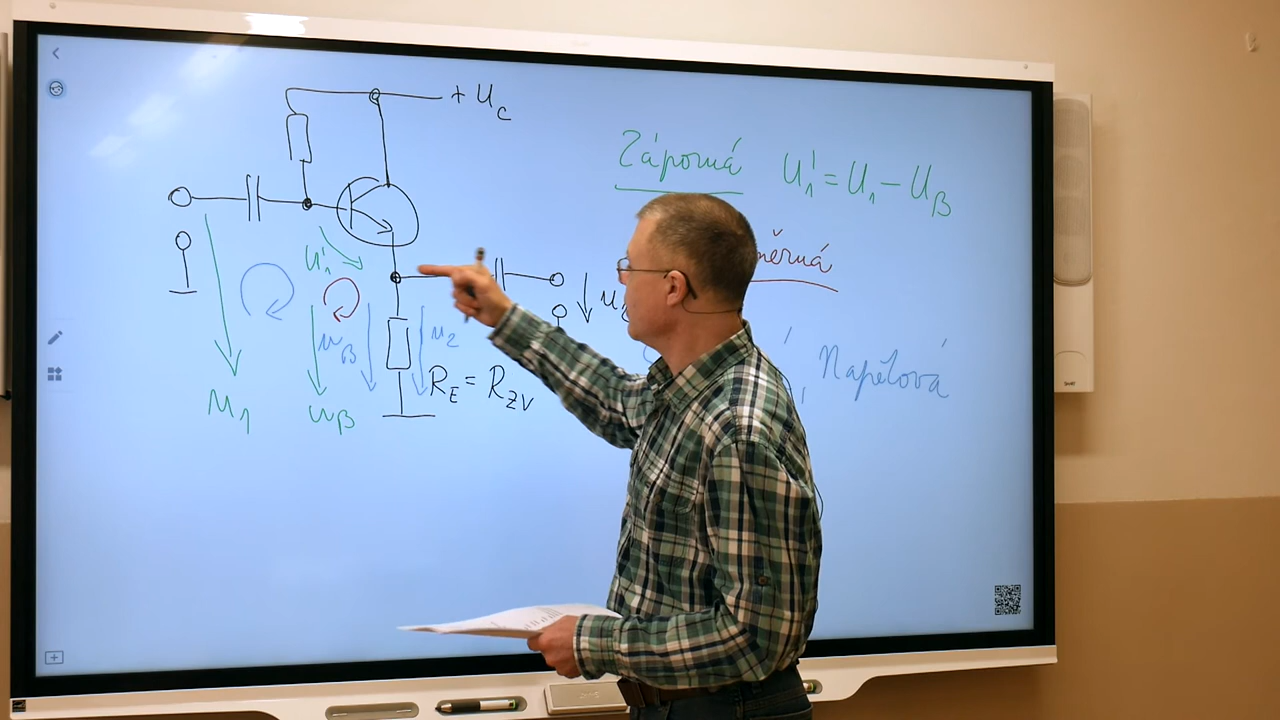 + U_C
Záporná U₁' = U₁ - U_β
U₁'
u_β
u₂
R_E = R_ZV
u₁
u_β
Napěťová